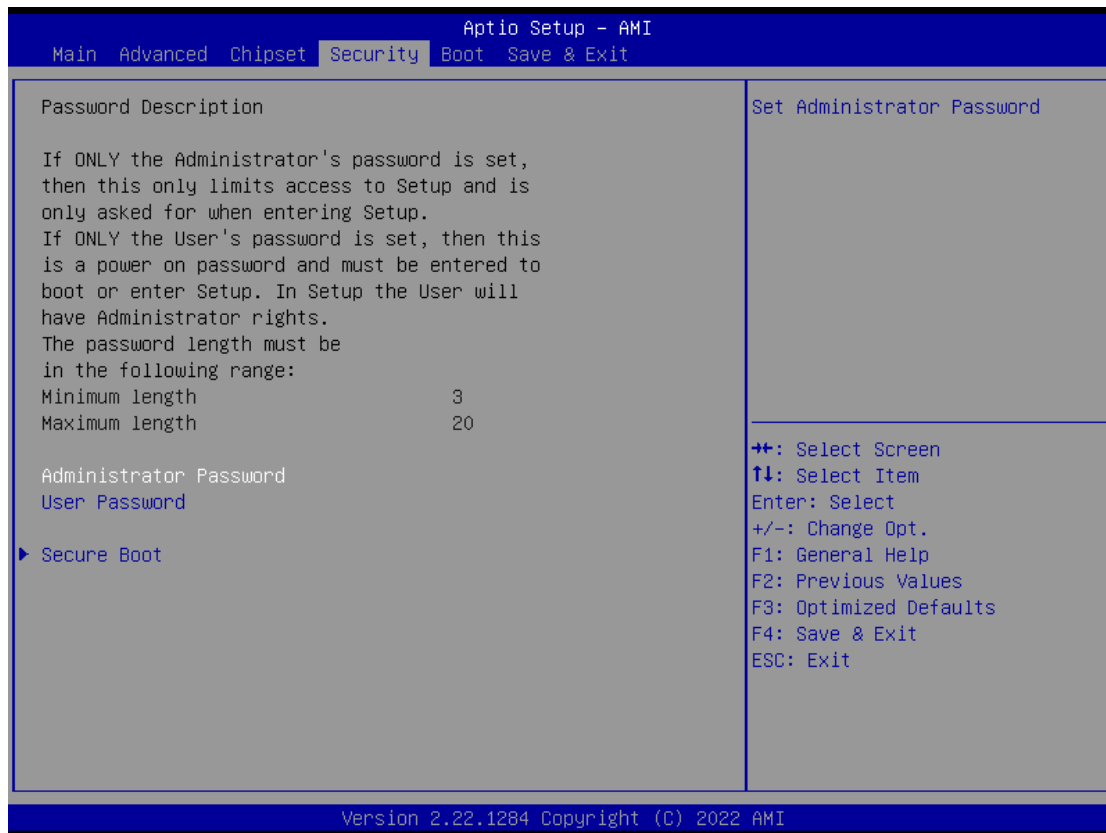 Aptio Setup - AMI
Main Advanced Chipset Security Boot Save & Exit
Password Description
If ONLY the Administrator's password is set,
then this only limits access to Setup and is
only asked for when entering Setup.
If ONLY the User's password is set, then this
is a power on password and must be entered to
boot or enter Setup. In Setup the User will
have Administrator rights.
The password length must be
in the following range:
Minimum length 3
Maximum length 20
Administrator Password
User Password
▶ Secure Boot
Set Administrator Password
→←: Select Screen
↑↓: Select Item
Enter: Select
+/-: Change Opt.
F1: General Help
F2: Previous Values
F3: Optimized Defaults
F4: Save & Exit
ESC: Exit
Version 2.22.1284 Copyright (C) 2022 AMI